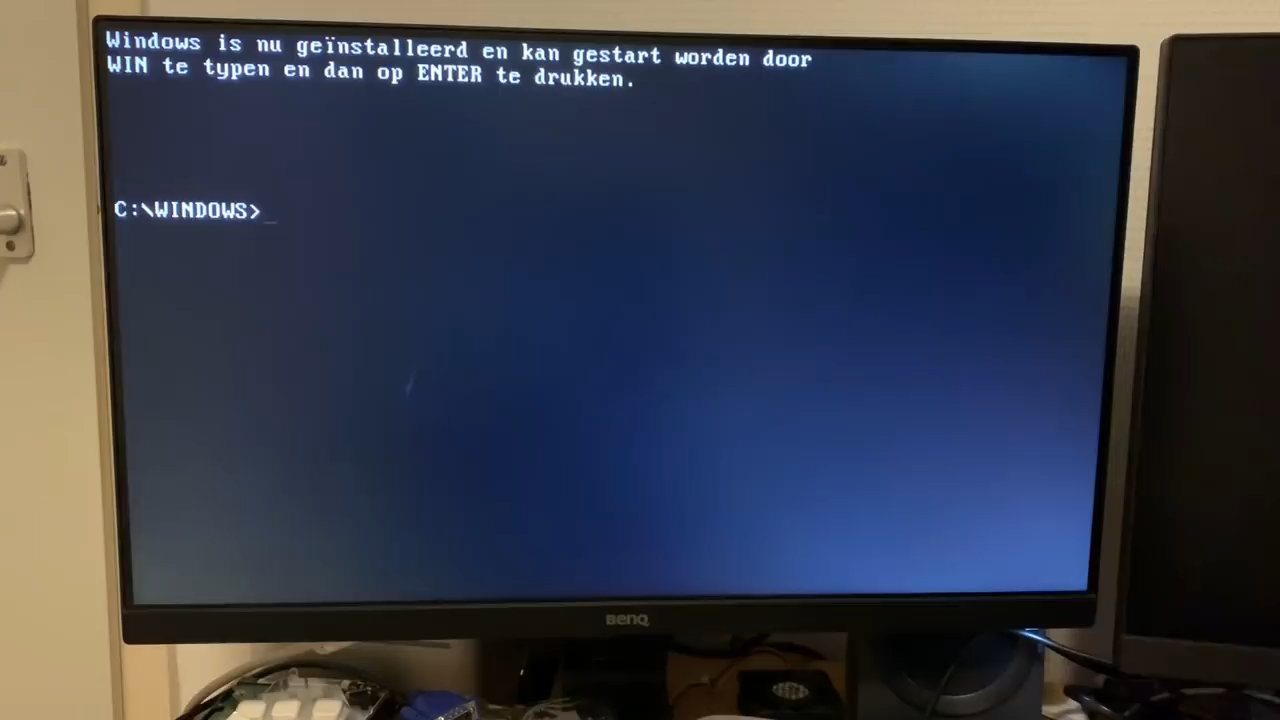 Windows is nu geïnstalleerd en kan gestart worden door
WIN te typen en dan op ENTER te drukken.
C:\WINDOWS>_
BenQ